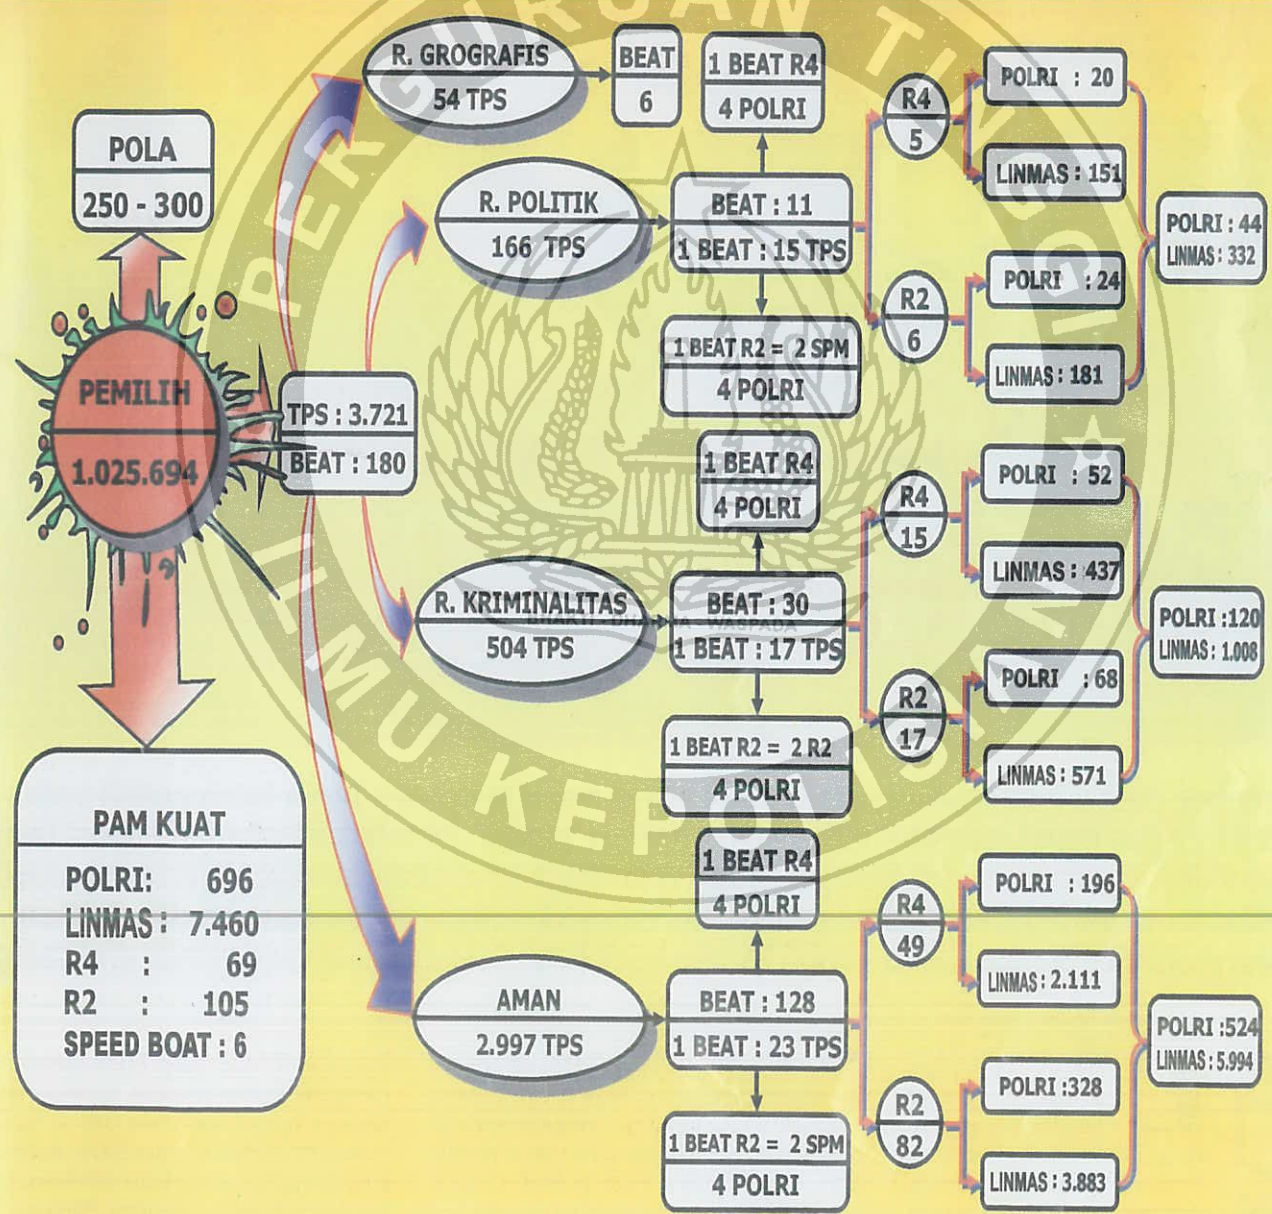 R. GROGRAFIS
54 TPS
BEAT
6
1 BEAT R4
4 POLRI
R4
5
POLRI : 20
LINMAS : 151
POLA
250 - 300
R. POLITIK
166 TPS
BEAT : 11
1 BEAT : 15 TPS
POLRI : 44
LINMAS : 332
R2
6
POLRI : 24
LINMAS : 181
1 BEAT R2 = 2 SPM
4 POLRI
PEMILIH
1.025.694
TPS : 3.721
BEAT : 180
1 BEAT R4
4 POLRI
R4
15
POLRI : 52
LINMAS : 437
R. KRIMINALITAS
504 TPS
BEAT : 30
1 BEAT : 17 TPS
POLRI :120
LINMAS : 1.008
R2
17
POLRI : 68
LINMAS : 571
1 BEAT R2 = 2 R2
4 POLRI
PAM KUAT
POLRI: 696
LINMAS : 7.460
R4 : 69
R2 : 105
SPEED BOAT : 6
1 BEAT R4
4 POLRI
R4
49
POLRI : 196
LINMAS : 2.111
AMAN
2.997 TPS
BEAT : 128
1 BEAT : 23 TPS
POLRI :524
LINMAS : 5.994
R2
82
POLRI :328
LINMAS : 3.883
1 BEAT R2 = 2 SPM
4 POLRI
PERGURUAN TINGGI
ILMU KEPOLISIAN